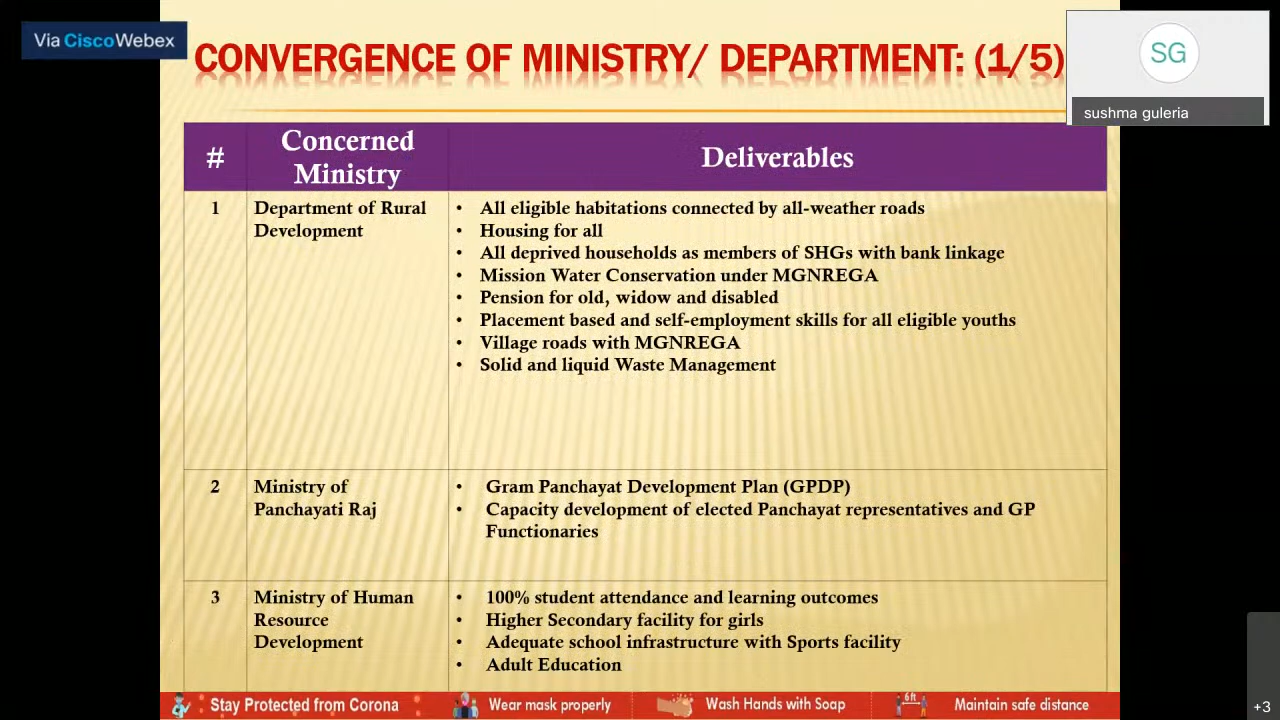 Via CiscoWebex
CONVERGENCE OF MINISTRY/ DEPARTMENT: (1/5)
SG
sushma guleria
#
Concerned
Ministry
Deliverables
1
Department of Rural
Development
• All eligible habitations connected by all-weather roads
• Housing for all
• All deprived households as members of SHGs with bank linkage
• Mission Water Conservation under MGNREGA
• Pension for old, widow and disabled
• Placement based and self-employment skills for all eligible youths
• Village roads with MGNREGA
• Solid and liquid Waste Management
2
Ministry of
Panchayati Raj
• Gram Panchayat Development Plan (GPDP)
• Capacity development of elected Panchayat representatives and GP
Functionaries
3
Ministry of Human
Resource
Development
• 100% student attendance and learning outcomes
• Higher Secondary facility for girls
• Adequate school infrastructure with Sports facility
• Adult Education
Stay Protected from Corona
Wear mask properly
Wash Hands with Soap
6 ft
Maintain safe distance
+3